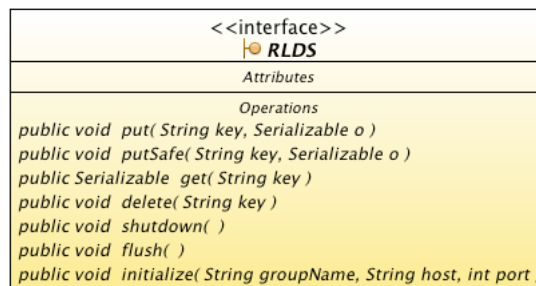 <<interface>>
RLDS
Attributes
Operations
public void put( String key, Serializable o )
public void putSafe( String key, Serializable o )
public Serializable get( String key )
public void delete( String key )
public void shutdown( )
public void flush( )
public void initialize( String groupName, String host, int port